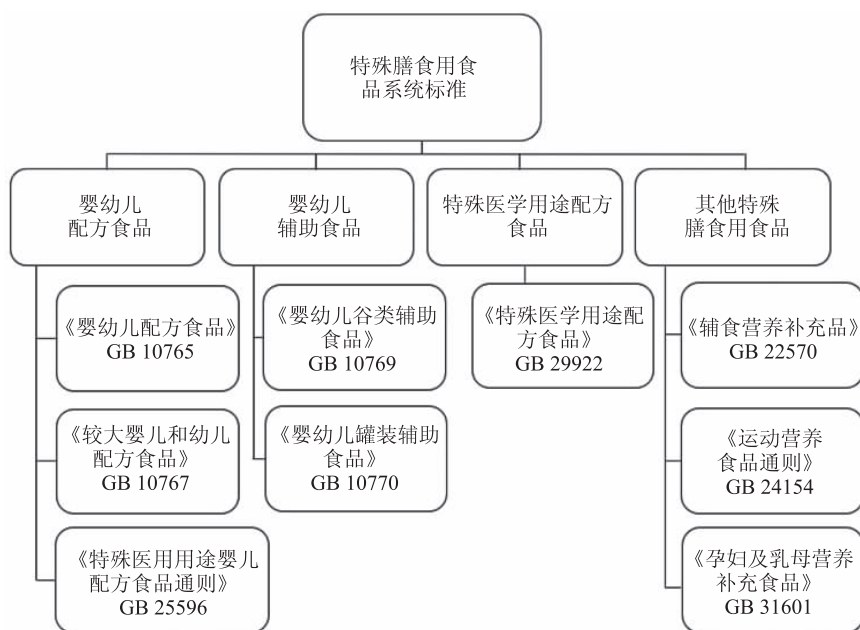 特殊膳食用食
品系统标准
婴幼儿
配方食品
婴幼儿
辅助食品
特殊医学用途配方
食品
其他特殊
膳食用食品
《婴幼儿配方食品》
GB 10765
《婴幼儿谷类辅助
食品》
GB 10769
《特殊医学用途配
方食品》
GB 29922
《辅食营养补充品》
GB 22570
《较大婴儿和幼儿
配方食品》
GB 10767
《婴幼儿罐装辅助
食品》
GB 10770
《运动营养
食品通则》
GB 24154
《特殊医用用途婴儿
配方食品通则》
GB 25596
《孕妇及乳母营养
补充食品》
GB 31601